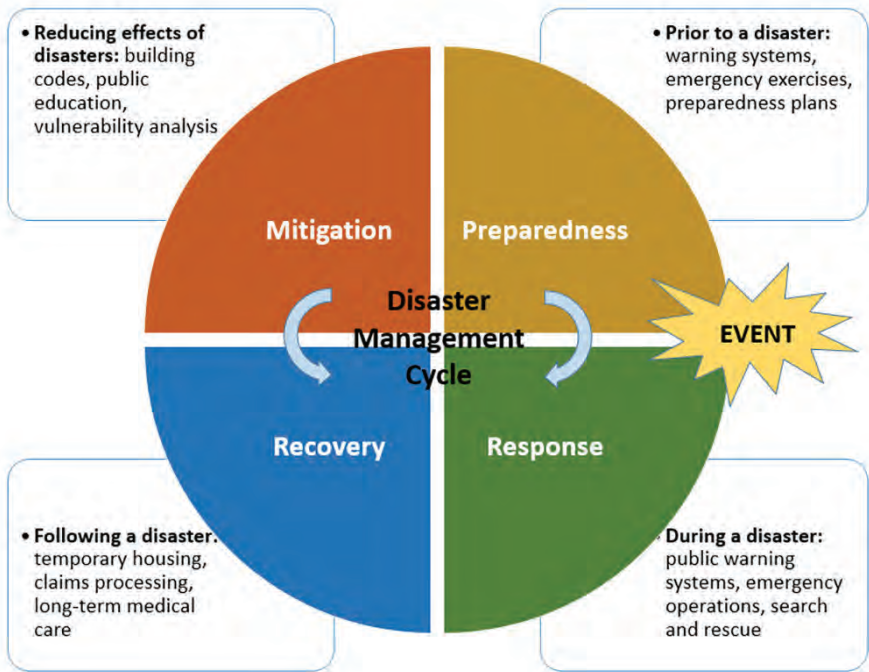 • Reducing effects of
disasters: building
codes, public
education,
vulnerability analysis
• Prior to a disaster:
warning systems,
emergency exercises,
preparedness plans
Mitigation
Preparedness
Disaster
Management
Cycle
EVENT
Recovery
Response
• Following a disaster:
temporary housing,
claims processing,
long-term medical
care
• During a disaster:
public warning
systems, emergency
operations, search
and rescue